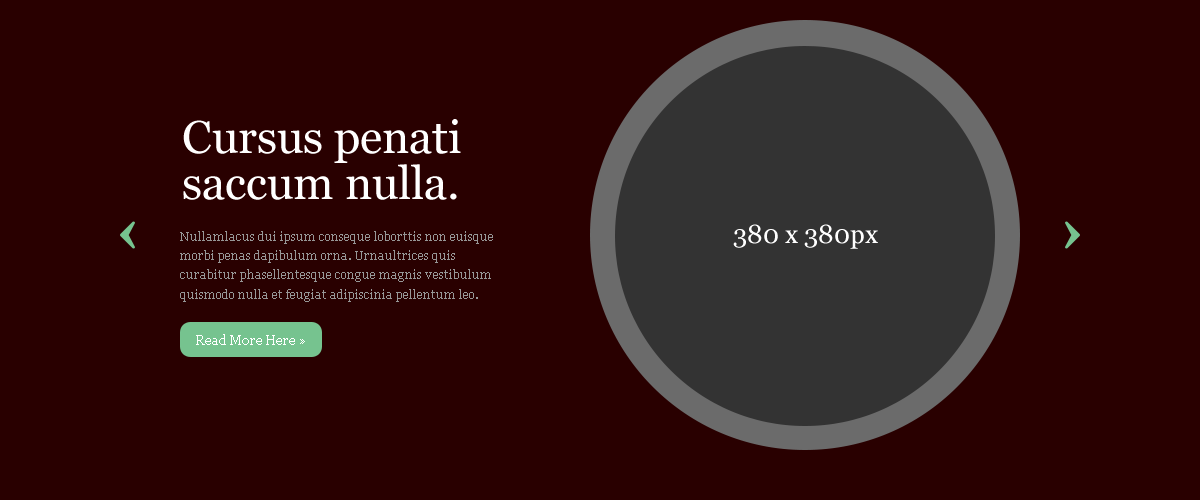 Cursus penati
saccum nulla.
Nullamlacus dui ipsum conseque loborttis non euisque
morbi penas dapibulum orna. Urnaultrices quis
curabitur phasellentesque congue magnis vestibulum
quismodo nulla et feugiat adipiscinia pellentum leo.
Read More Here »
380 x 380px